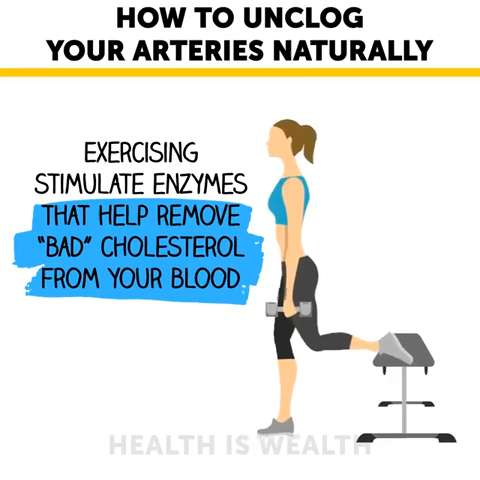 HOW TO UNCLOG
YOUR ARTERIES NATURALLY
EXERCISING
STIMULATE ENZYMES
THAT HELP REMOVE
"BAD" CHOLESTEROL
FROM YOUR BLOOD
HEALTH IS WEALTH